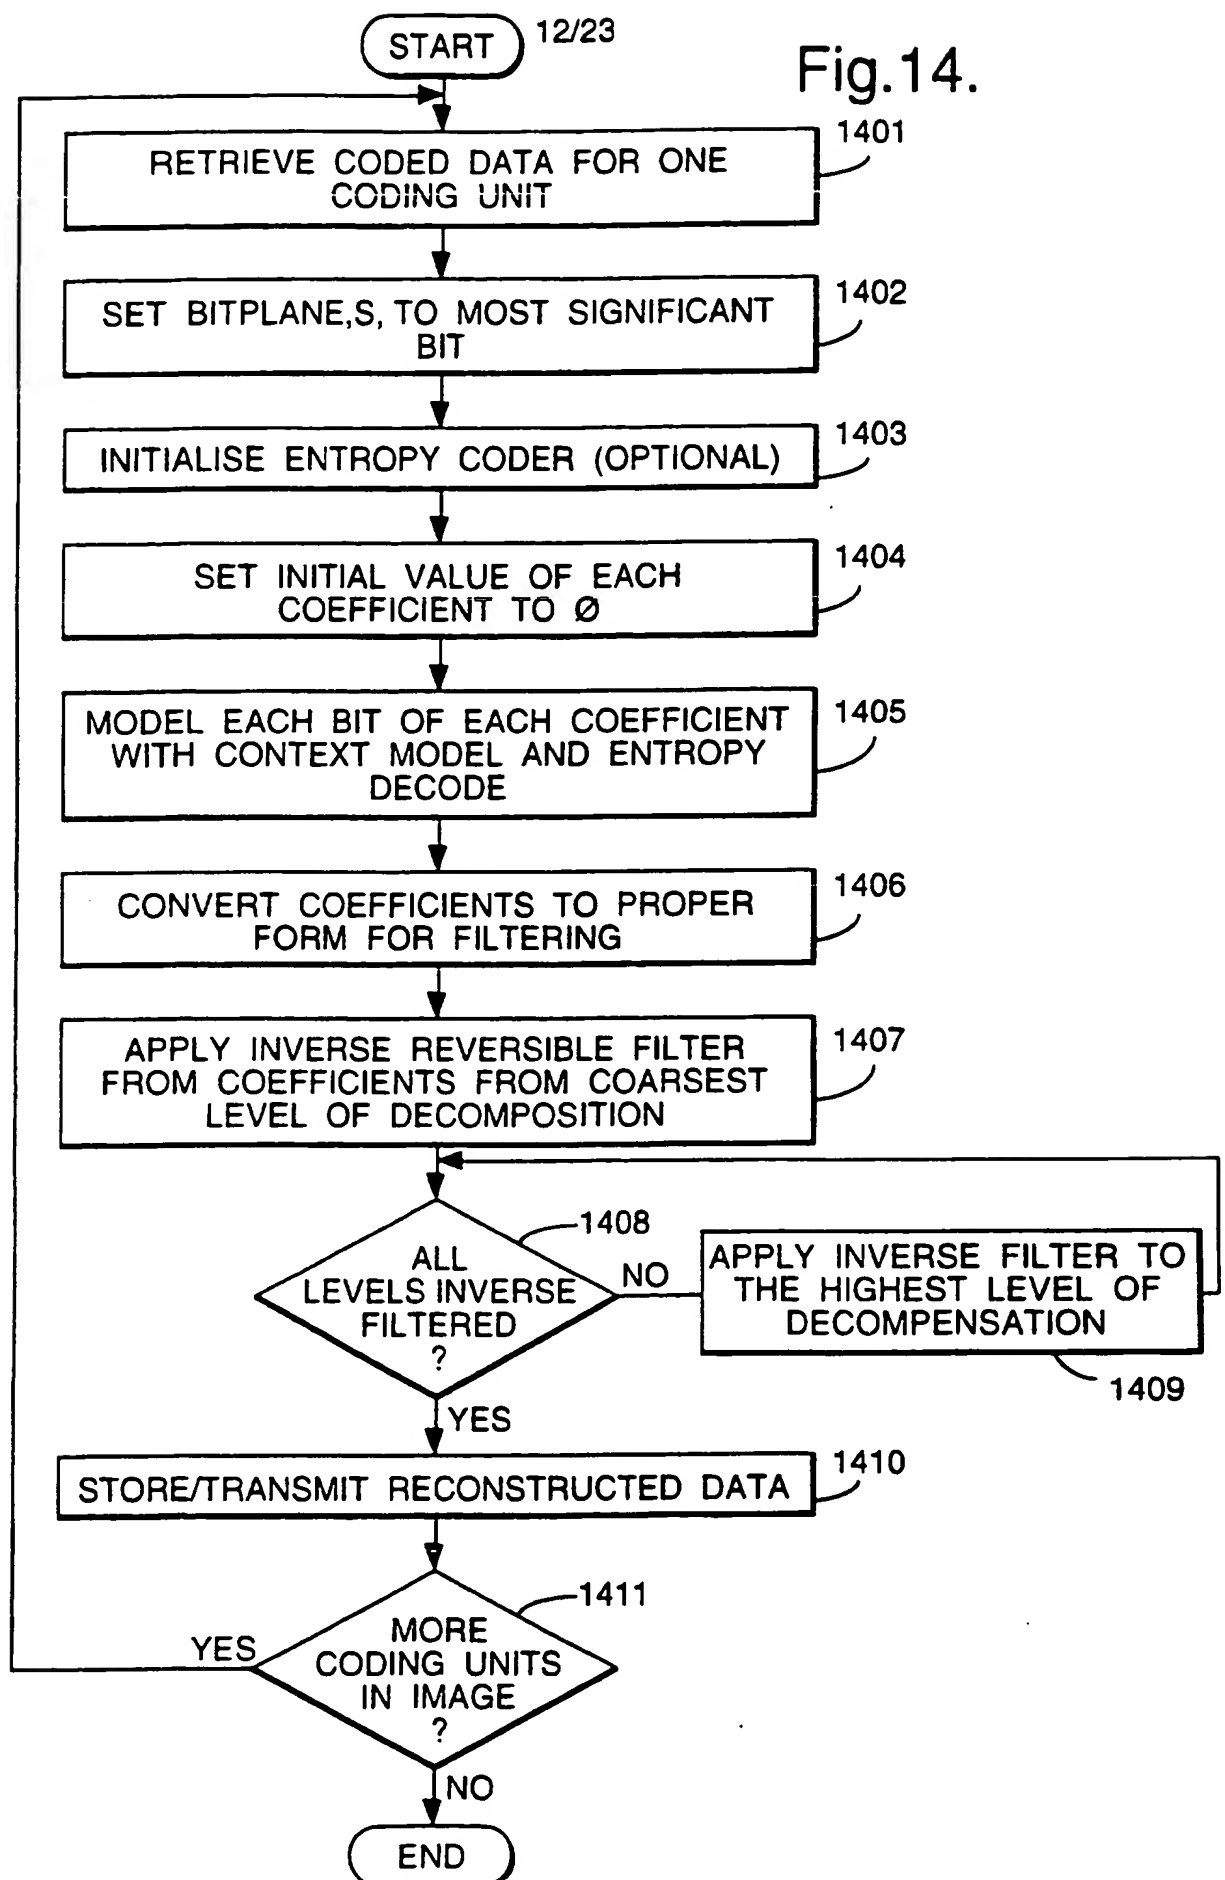 START
12/23
Fig.14.
1401
RETRIEVE CODED DATA FOR ONE
CODING UNIT
1402
SET BITPLANE,S, TO MOST SIGNIFICANT
BIT
1403
INITIALISE ENTROPY CODER (OPTIONAL)
1404
SET INITIAL VALUE OF EACH
COEFFICIENT TO Ø
1405
MODEL EACH BIT OF EACH COEFFICIENT
WITH CONTEXT MODEL AND ENTROPY
DECODE
1406
CONVERT COEFFICIENTS TO PROPER
FORM FOR FILTERING
1407
APPLY INVERSE REVERSIBLE FILTER
FROM COEFFICIENTS FROM COARSEST
LEVEL OF DECOMPOSITION
1408
ALL
LEVELS INVERSE
FILTERED
?
NO
APPLY INVERSE FILTER TO
THE HIGHEST LEVEL OF
DECOMPENSATION
1409
YES
1410
STORE/TRANSMIT RECONSTRUCTED DATA
1411
MORE
CODING UNITS
IN IMAGE
?
YES
NO
END